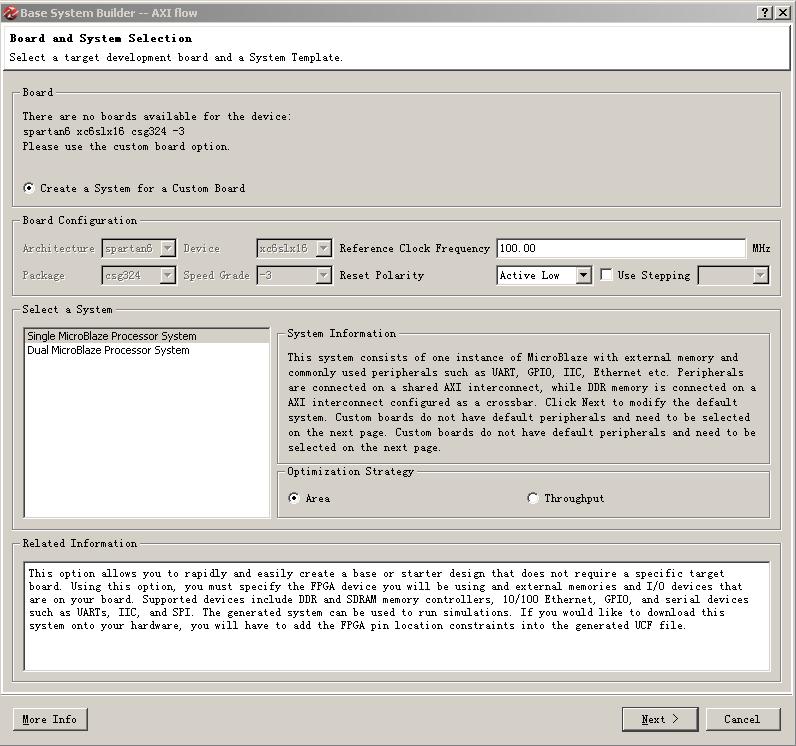 Base System Builder -- AXI flow
Board and System Selection
Select a target development board and a System Template.
Board
There are no boards available for the device:
spartan6 xc6slx16 csg324 -3
Please use the custom board option.
Create a System for a Custom Board
Board Configuration
Architecture spartan6 Device xc6slx16 Reference Clock Frequency 100.00 MHz
Package csg324 Speed Grade -3 Reset Polarity Active Low Use Stepping
Select a System
Single MicroBlaze Processor System
Dual MicroBlaze Processor System
System Information
This system consists of one instance of MicroBlaze with external memory and
commonly used peripherals such as UART, GPIO, IIC, Ethernet etc. Peripherals
are connected on a shared AXI interconnect, while DDR memory is connected on a
AXI interconnect configured as a crossbar. Click Next to modify the default
system. Custom boards do not have default peripherals and need to be selected
on the next page. Custom boards do not have default peripherals and need to be
selected on the next page.
Optimization Strategy
Area Throughput
Related Information
This option allows you to rapidly and easily create a base or starter design that does not require a specific target
board. Using this option, you must specify the FPGA device you will be using and external memories and I/O devices that
are on your board. Supported devices include DDR and SDRAM memory controllers, 10/100 Ethernet, GPIO, and serial devices
such as UARTs, IIC, and SPI. The generated system can be used to run simulations. If you would like to download this
system onto your hardware, you will have to add the FPGA pin location constraints into the generated UCF file.
More Info Next > Cancel